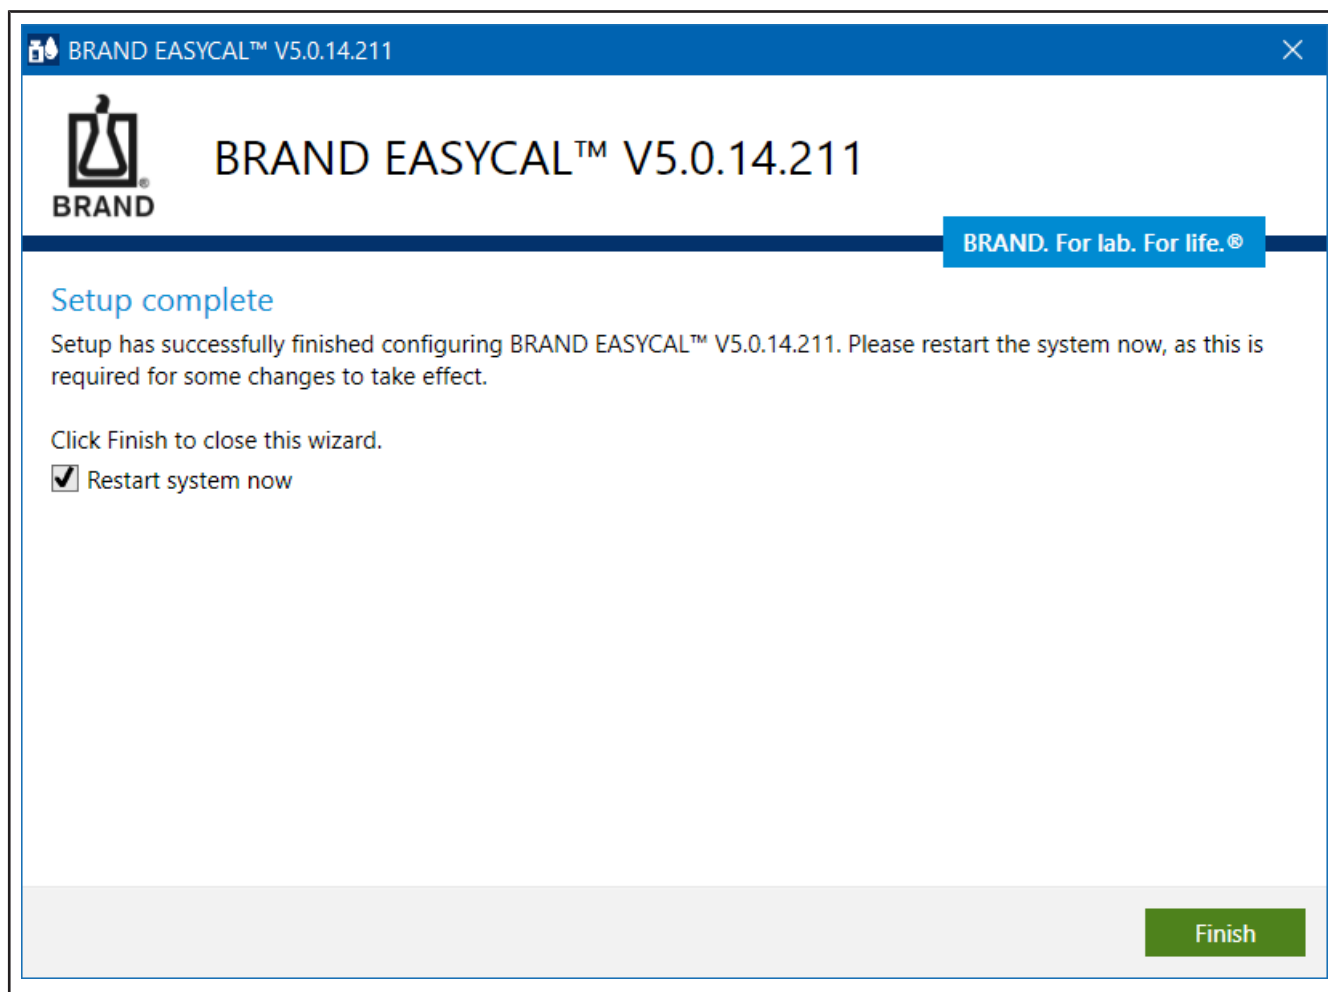 BRAND EASYCAL™ V5.0.14.211
BRAND EASYCAL™ V5.0.14.211
®
BRAND
BRAND. For lab. For life.®
Setup complete
Setup has successfully finished configuring BRAND EASYCAL™ V5.0.14.211. Please restart the system now, as this is
required for some changes to take effect.
Click Finish to close this wizard.
Restart system now
Finish